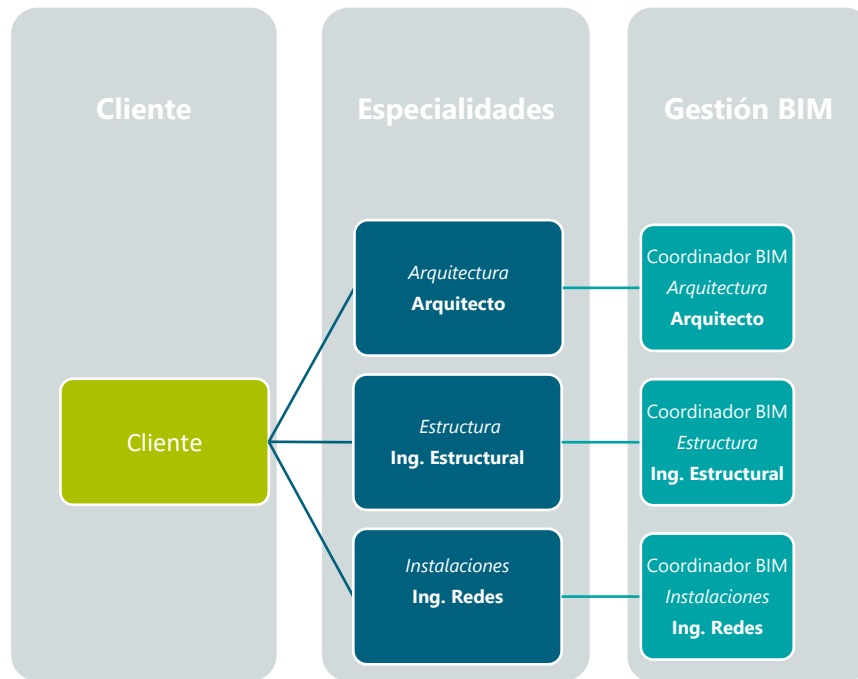 Cliente
Especialidades
Gestión BIM
Cliente
Arquitectura
Arquitecto
Estructura
Ing. Estructural
Instalaciones
Ing. Redes
Coordinador BIM
Arquitectura
Arquitecto
Coordinador BIM
Estructura
Ing. Estructural
Coordinador BIM
Instalaciones
Ing. Redes